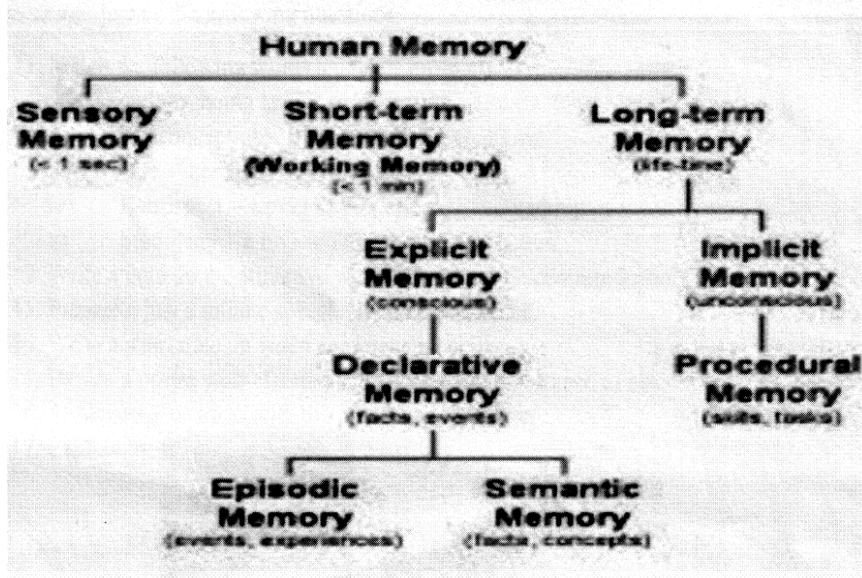 Human Memory
Sensory
Memory
(< 1 sec)
Short-term
Memory
(Working Memory)
(< 1 min)
Long-term
Memory
(life-time)
Explicit
Memory
(conscious)
Implicit
Memory
(unconscious)
Declarative
Memory
(facts, events)
Procedural
Memory
(skills, tasks)
Episodic
Memory
(events, experiences)
Semantic
Memory
(facts, concepts)